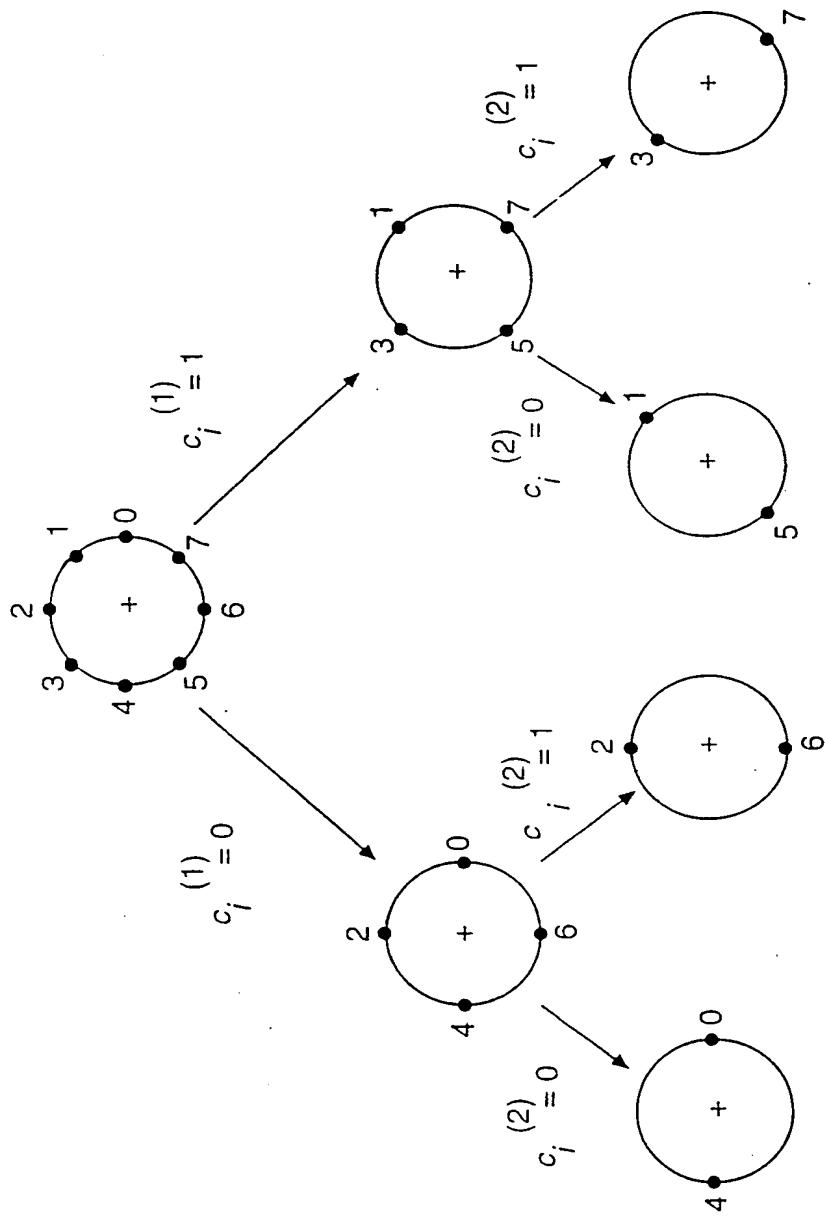 2
3 1
4 0
5 7
6
c_i^(1) = 0
c_i^(1) = 1
2
4 0
6
3 1
5 7
c_i^(2) = 0
c_i^(2) = 1
c_i^(2) = 0
c_i^(2) = 1
4 0
2
6
1
5
3
7